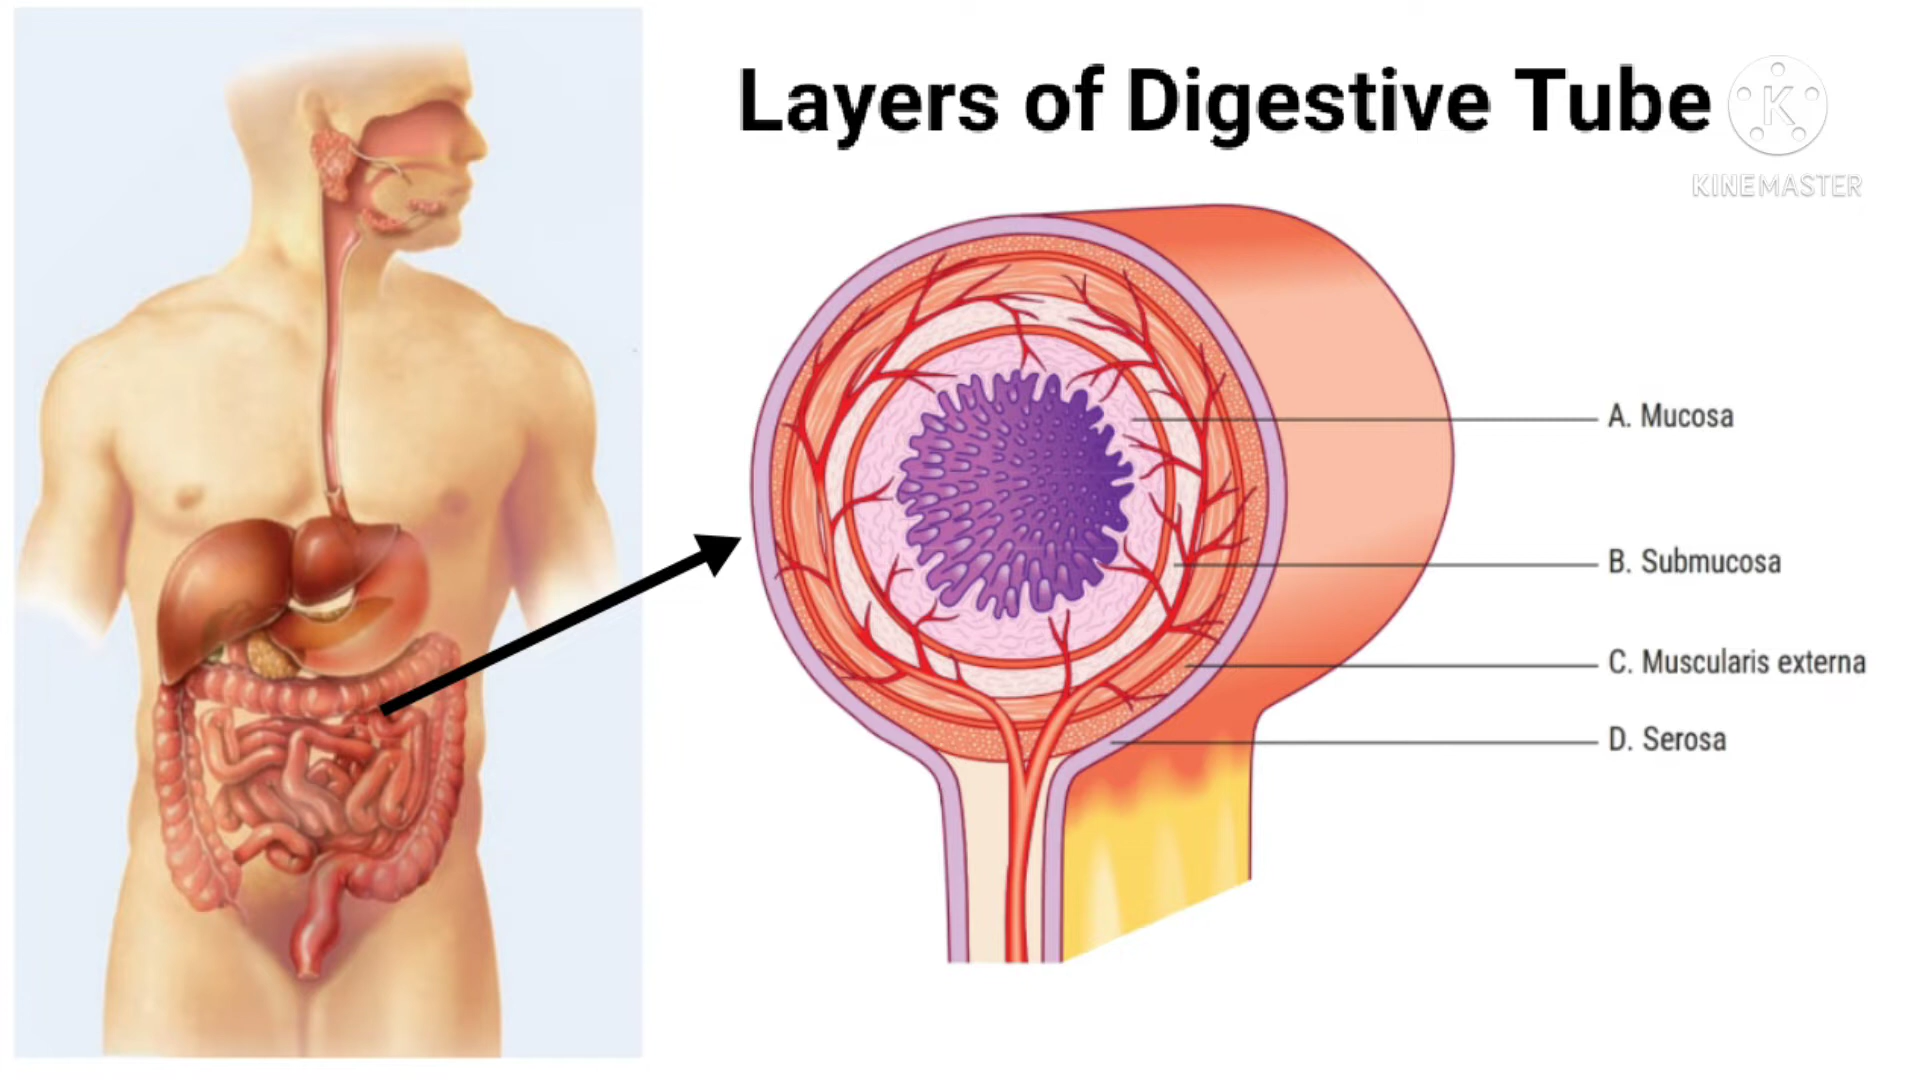 Layers of Digestive Tube
K
KINEMASTER
A. Mucosa
B. Submucosa
C. Muscularis externa
D. Serosa